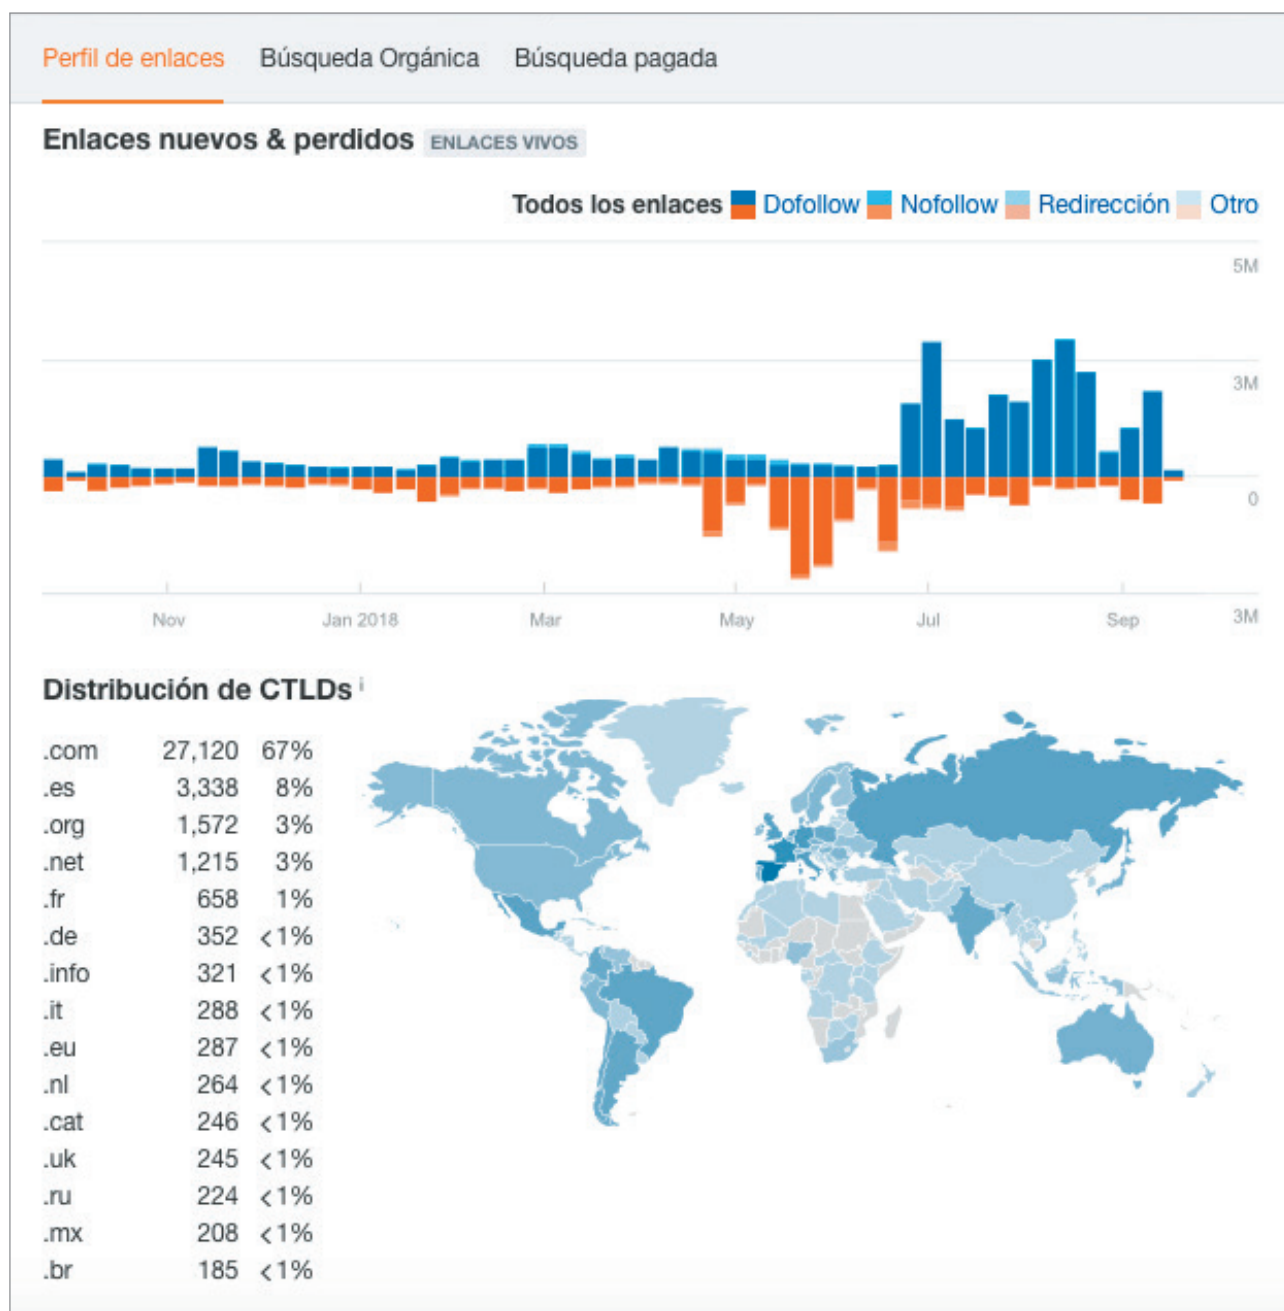 Perfil de enlaces Búsqueda Orgánica Búsqueda pagada
Enlaces nuevos & perdidos ENLACES VIVOS
Todos los enlaces Dofollow Nofollow Redirección Otro
5M
3M
0
3M
Nov Jan 2018 Mar May Jul Sep
Distribución de CTLDs i
.com 27,120 67%
.es 3,338 8%
.org 1,572 3%
.net 1,215 3%
.fr 658 1%
.de 352 <1%
.info 321 <1%
.it 288 <1%
.eu 287 <1%
.nl 264 <1%
.cat 246 <1%
.uk 245 <1%
.ru 224 <1%
.mx 208 <1%
.br 185 <1%